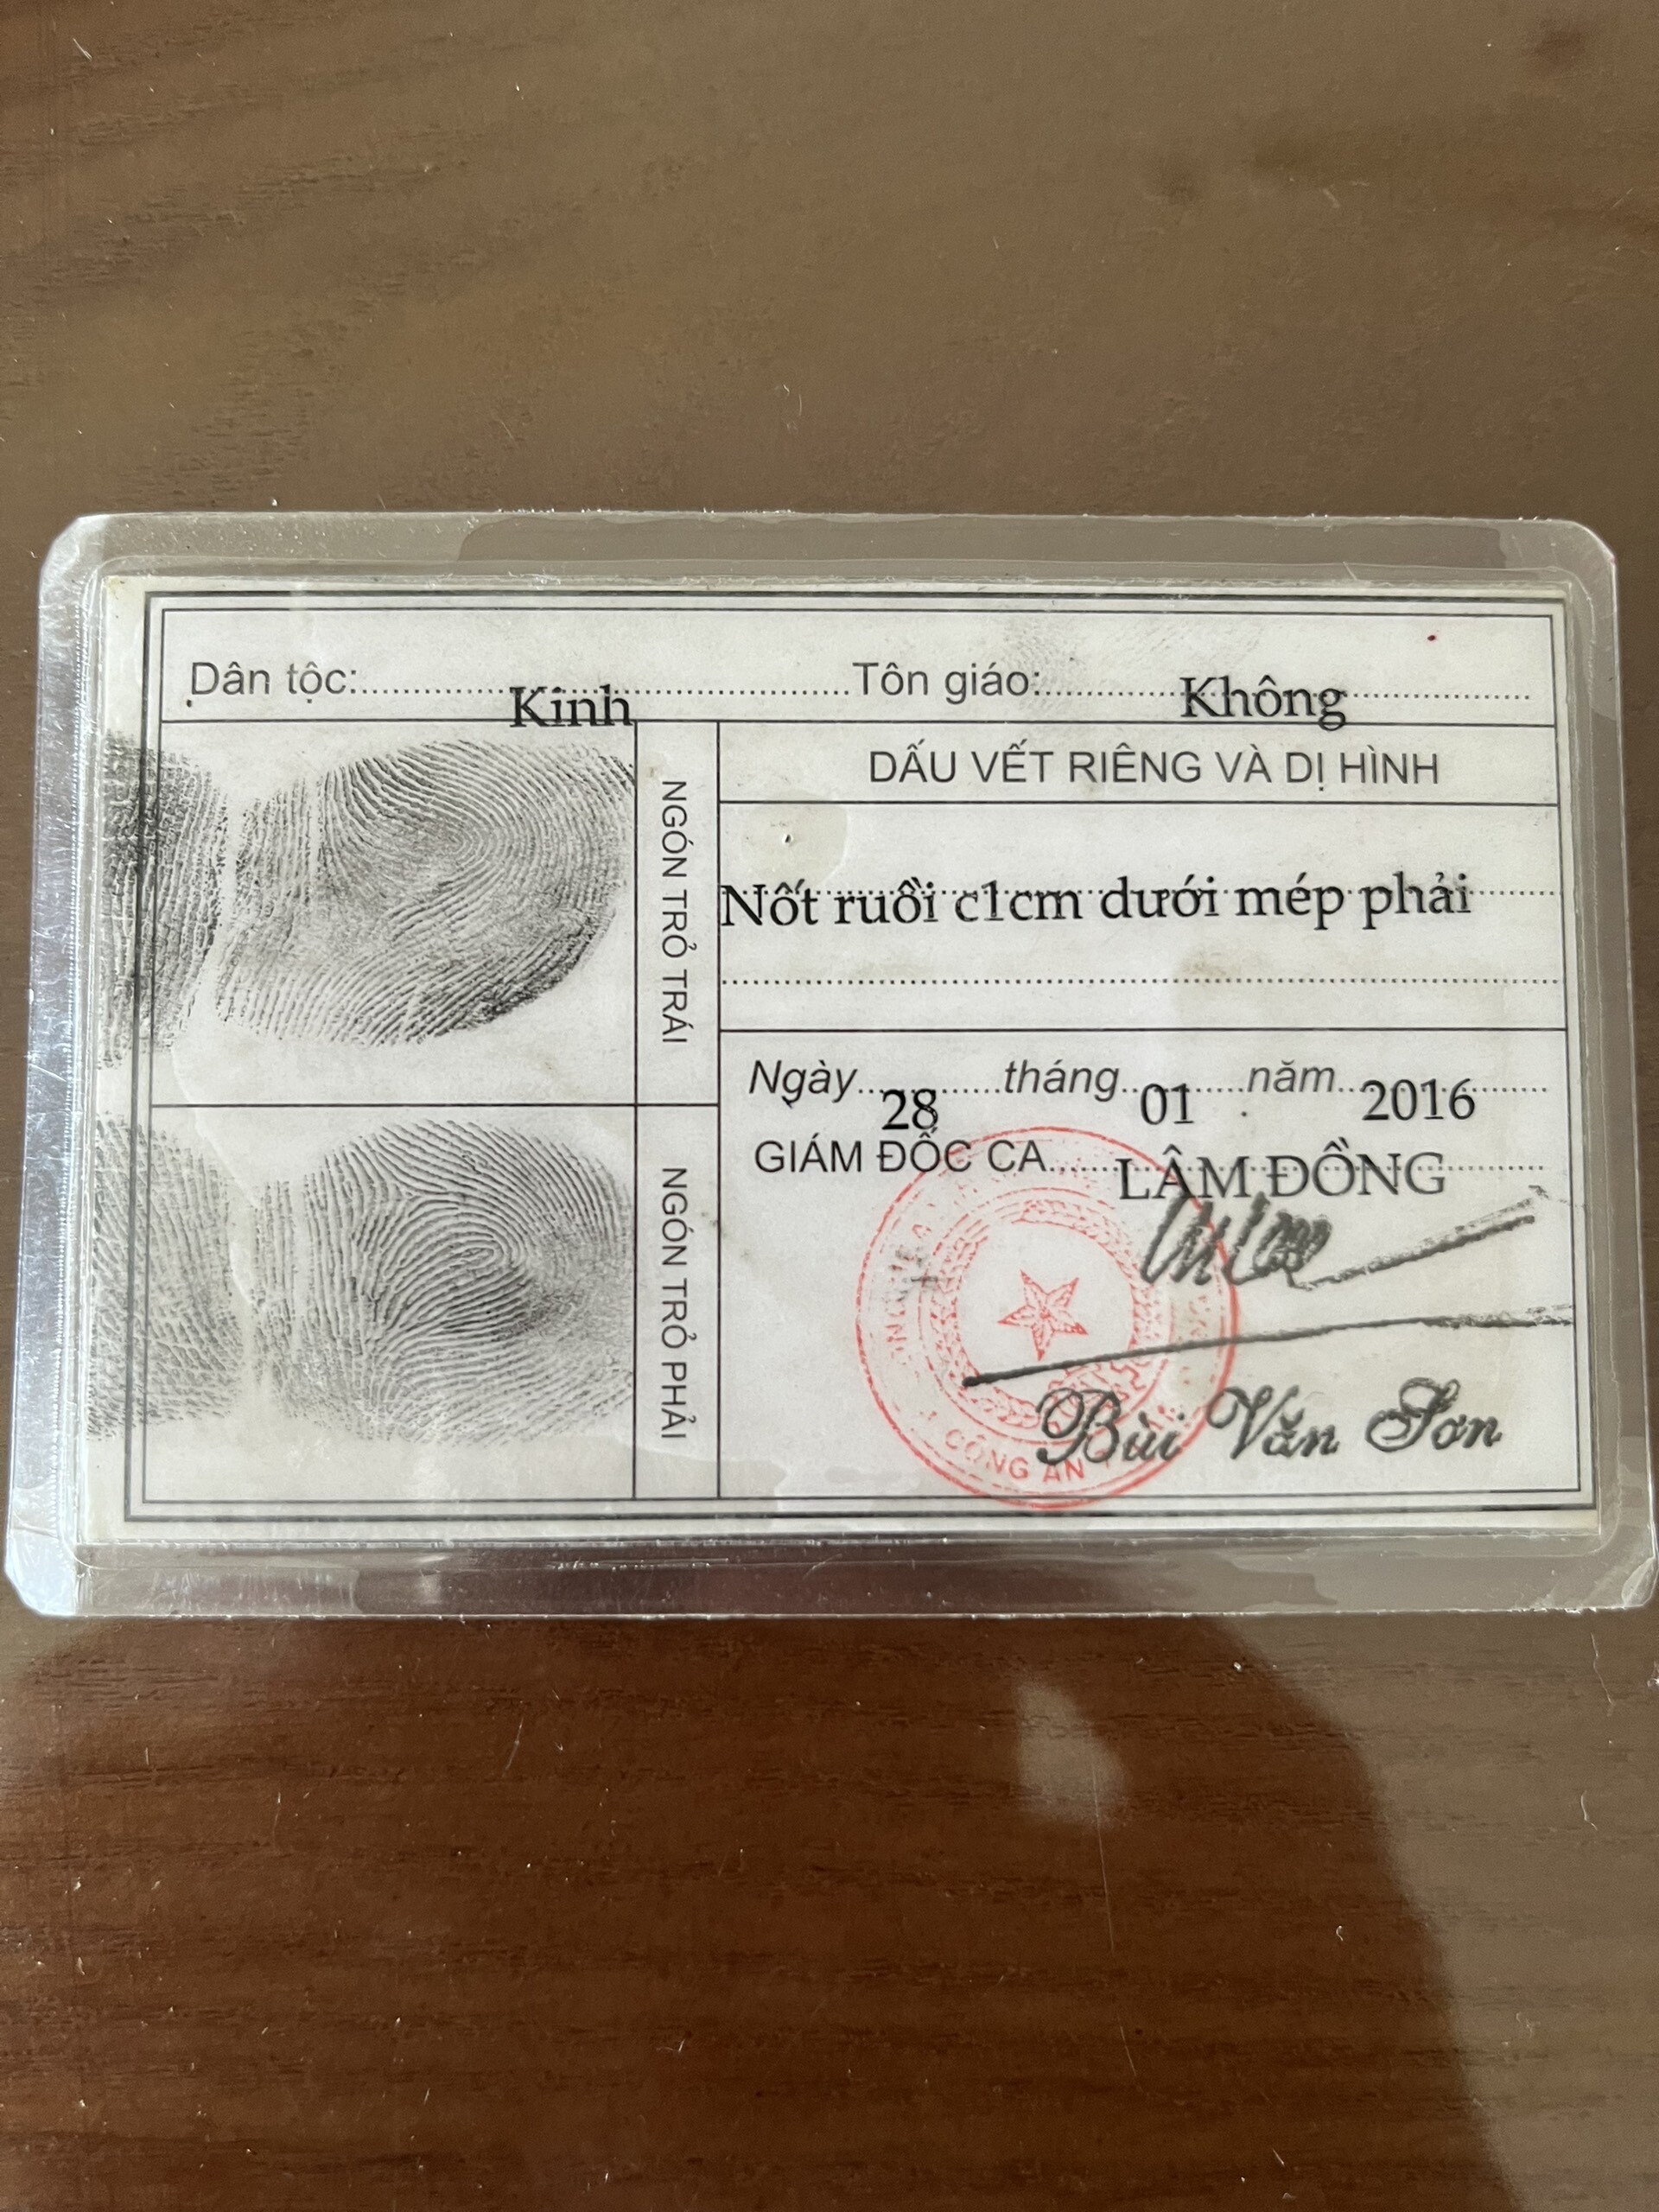 Dân tộc: Kinh Tôn giáo: Không
NGÓN TRỎ TRÁI
DẤU VẾT RIÊNG VÀ DỊ HÌNH
Nốt ruồi c1cm dưới mép phải
Ngày 28 tháng 01 năm 2016
GIÁM ĐỐC CA LÂM ĐỒNG
NGÓN TRỎ PHẢI
CÔNG AN
Bùi Văn Sơn